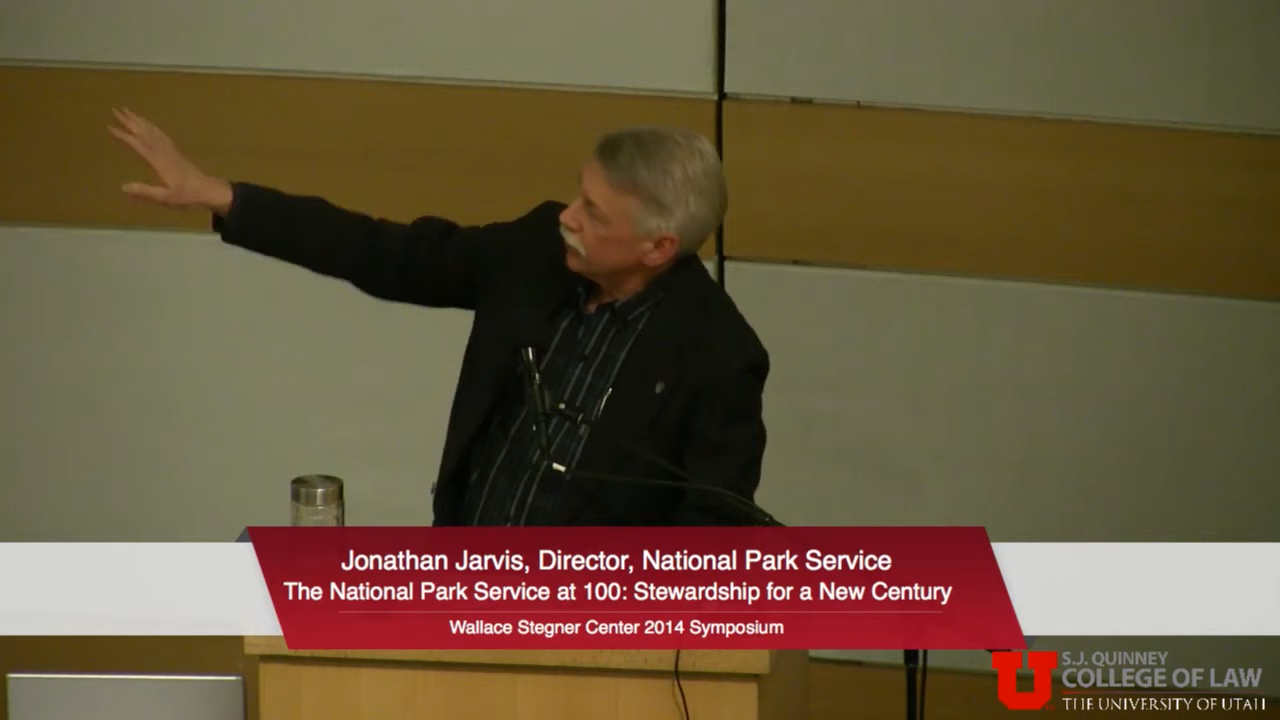 Jonathan Jarvis, Director, National Park Service
The National Park Service at 100: Stewardship for a New Century
Wallace Stegner Center 2014 Symposium
U
S.J. QUINNEY
COLLEGE OF LAW
THE UNIVERSITY OF UTAH